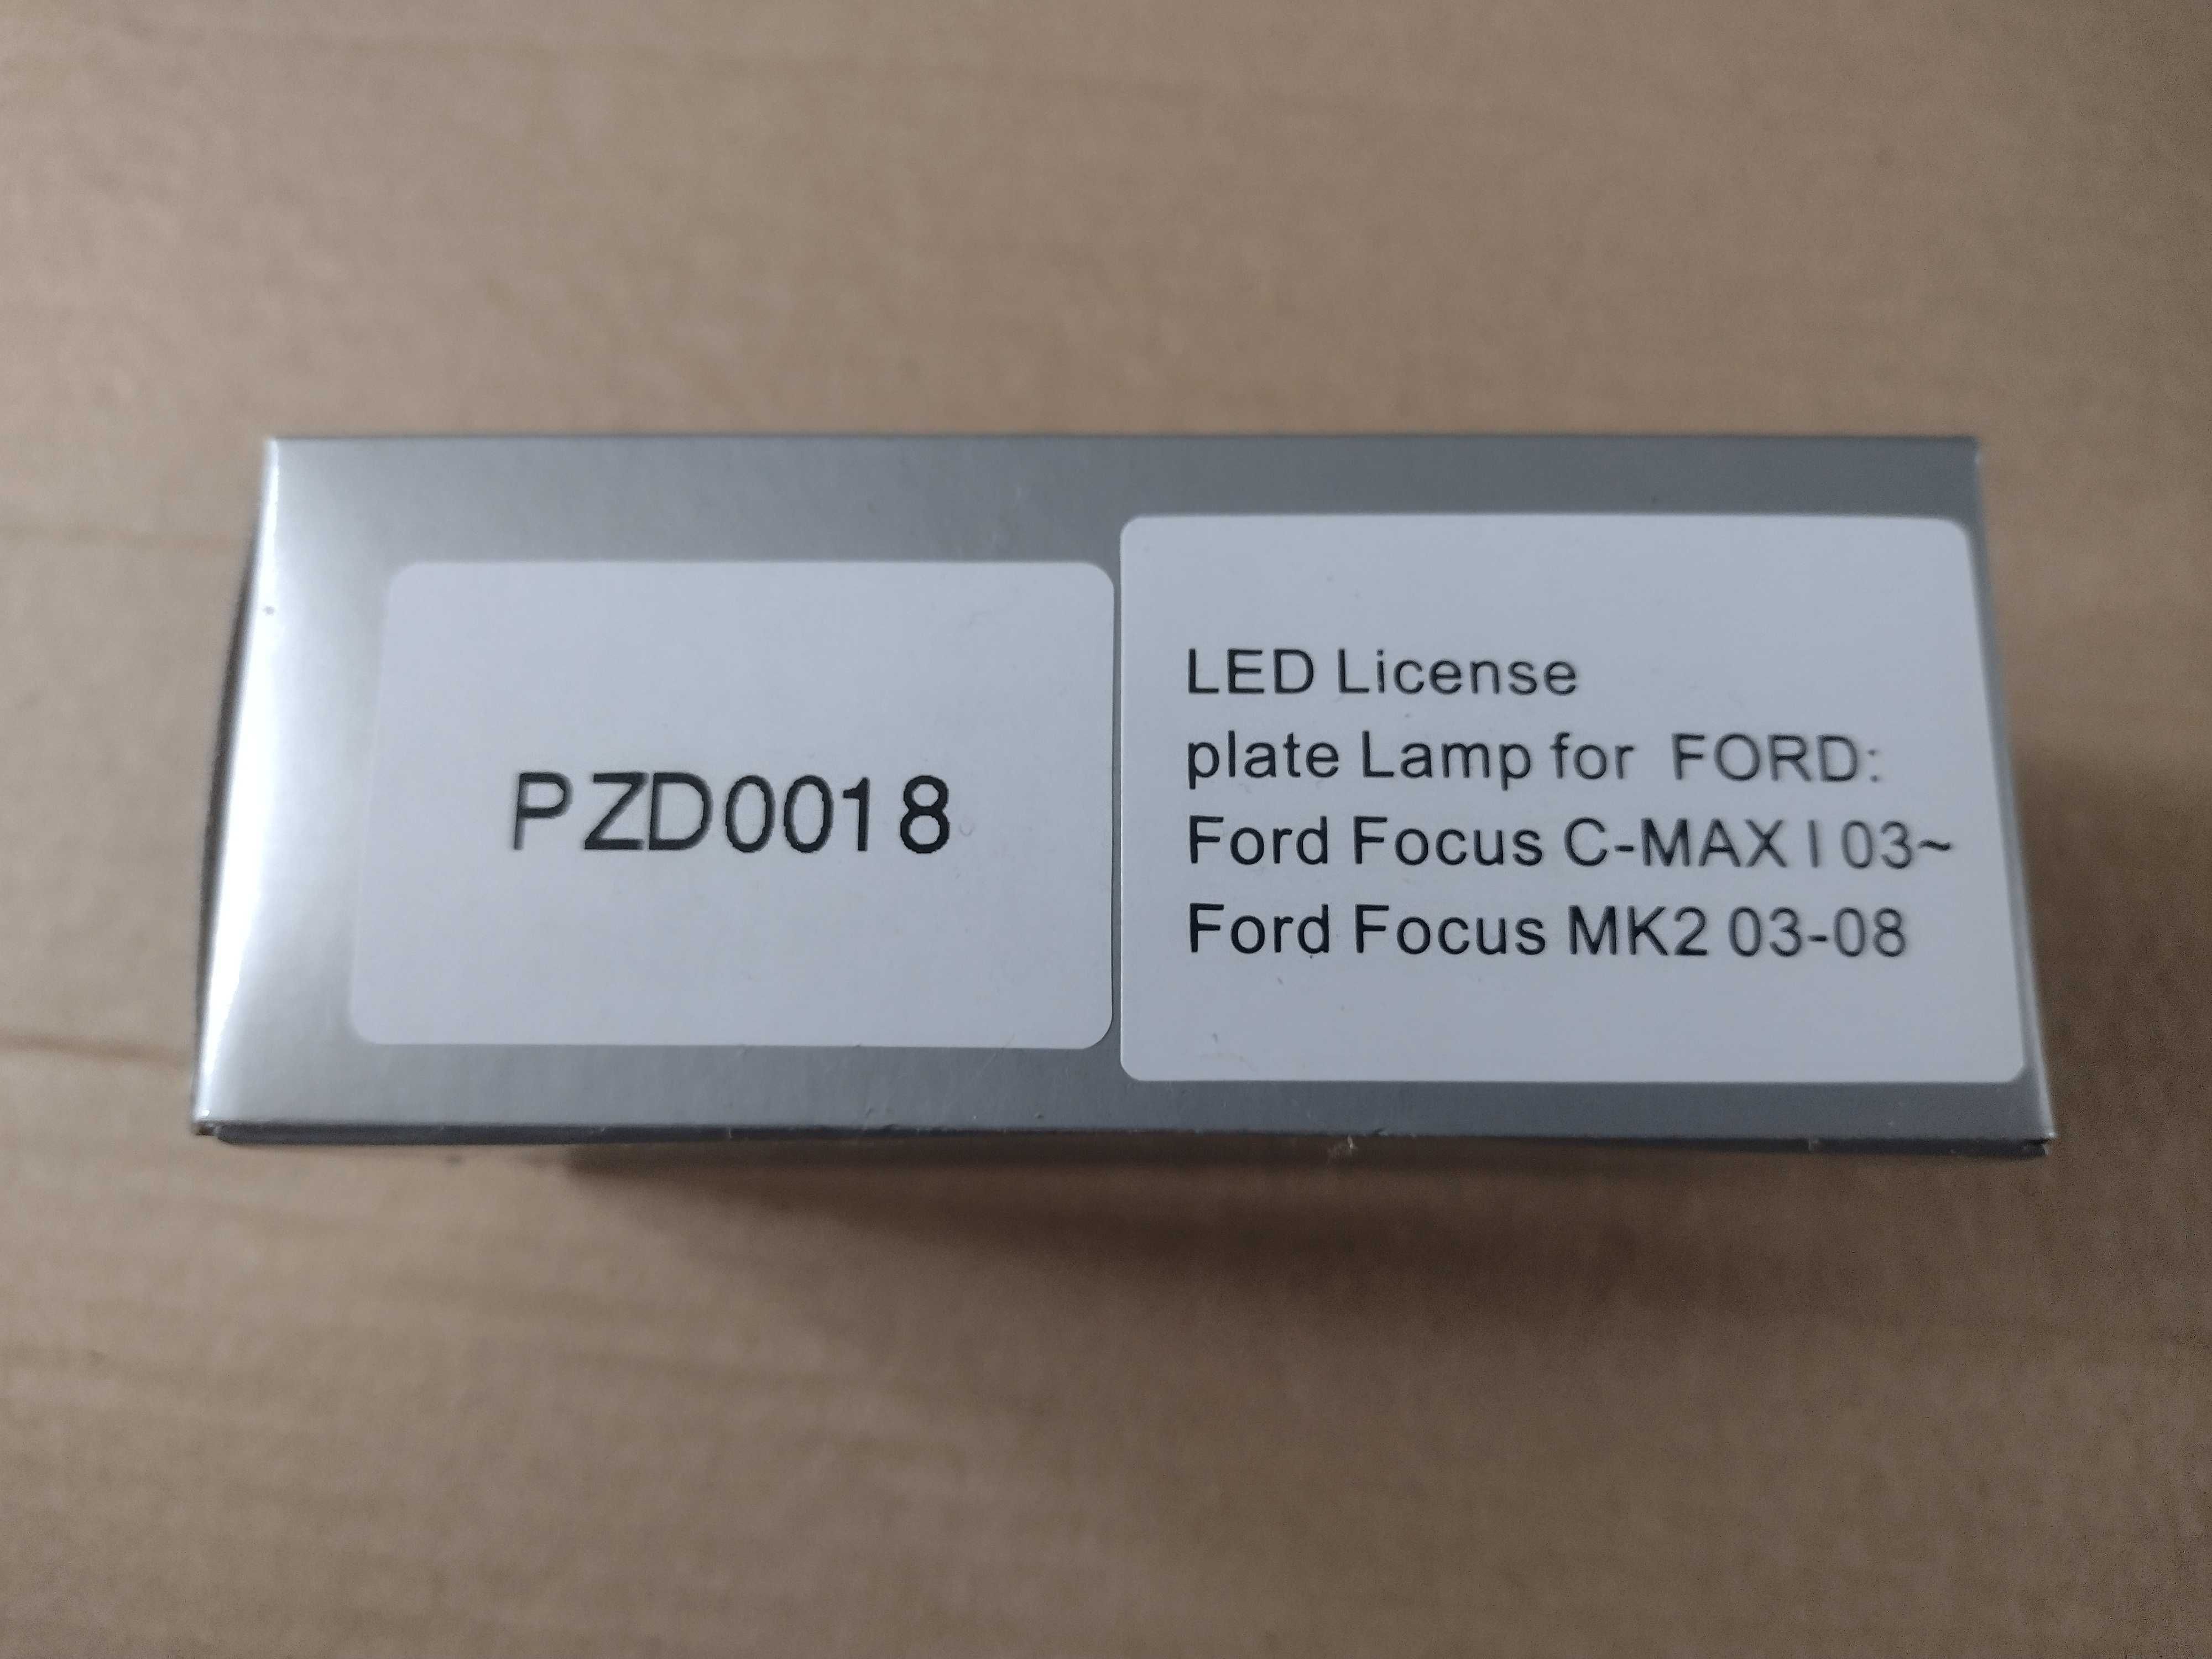 PZD0018
LED License
plate Lamp for FORD:
Ford Focus C-MAX I 03~
Ford Focus MK2 03-08